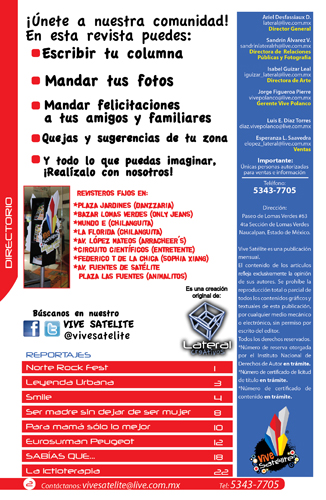 ¡Únete a nuestra comunidad!
En esta revista puedes:
Escribir tu columna
Mandar tus fotos
Mandar felicitaciones
a tus amigos y familiares
Quejas y sugerencias de tu zona
Y todo lo que puedas imaginar,
¡Realízalo con nosotros!
DIRECTORIO
REVISTEROS FIJOS EN:
*PLAZA JARDINES (DANZZARIA)
*BAZAR LOMAS VERDES (ONLY JEANS)
*MUNDO E (CHILANGUITA)
*LA FLORIDA (CHILANGUITA)
*AV. LÓPEZ MATEOS (ARRACHEER'S)
*CIRCUITO CIENTÍFICOS (ENTRETENTE)
*FEDERICO T DE LA CHICA (SOPHIA XIANG)
*AV. FUENTES DE SATÉLITE
PLAZA LAS FUENTES (ANIMALITOS)
Es una creación
original de:
Lateral
Búscanos en nuestro
VIVE SATELITE
@vivesatelite
REPORTAJES
Norte Rock Fest 1
Leyenda Urbana 3
Smile 4
Ser madre sin dejar de ser mujer 8
Para mamá sólo lo mejor 10
Eurosurman Peugeot 12
SABÍAS QUE... 18
La Ictioterapia 22
2 Contáctanos: vivesatelite@live.com.mx Tel: 5343-7705
Ariel Desfassiaux D.
lateral@live.com.mx
Director General
Sandrin Álvarez V.
sandrinlateral@live.com.mx
Directora de Relaciones
Públicas y Fotografía
Isabel Guizar Leal
iguizar_lateral@live.com.mx
Directora de Arte
Jorge Figueroa Pierre
vivepolanco@live.com.mx
Gerente Vive Polanco
Luis E. Díaz Torres
diaz.vivepolanco@live.com.mx
Esperanza L. Saavedra
elopez_lateral@live.com.mx
Ventas
Importante:
Únicas personas autorizadas
para ventas e información
Teléfono:
5343-7705
Dirección:
Paseo de Lomas Verdes #63
4ta Sección de Lomas Verdes
Naucalpan. Estado de México.
Vive Satélite es una publicación
mensual.
El contenido de los artículos
refleja exclusivamente la opinión
de sus autores. Se prohíbe la
reproducción total o parcial de
todos los contenidos gráficos y
textuales de esta publicación,
por cualquier medio mecánico
o electrónico, sin permiso por
escrito del editor.
Todos los derechos reservados.
*Número de reserva otorgada
por el Instituto Nacional de
Derechos de Autor en trámite.
*Número de certificado de licitud
de título en trámite.
*Número de certificado de
contenido en trámite.
Vive
Satélite